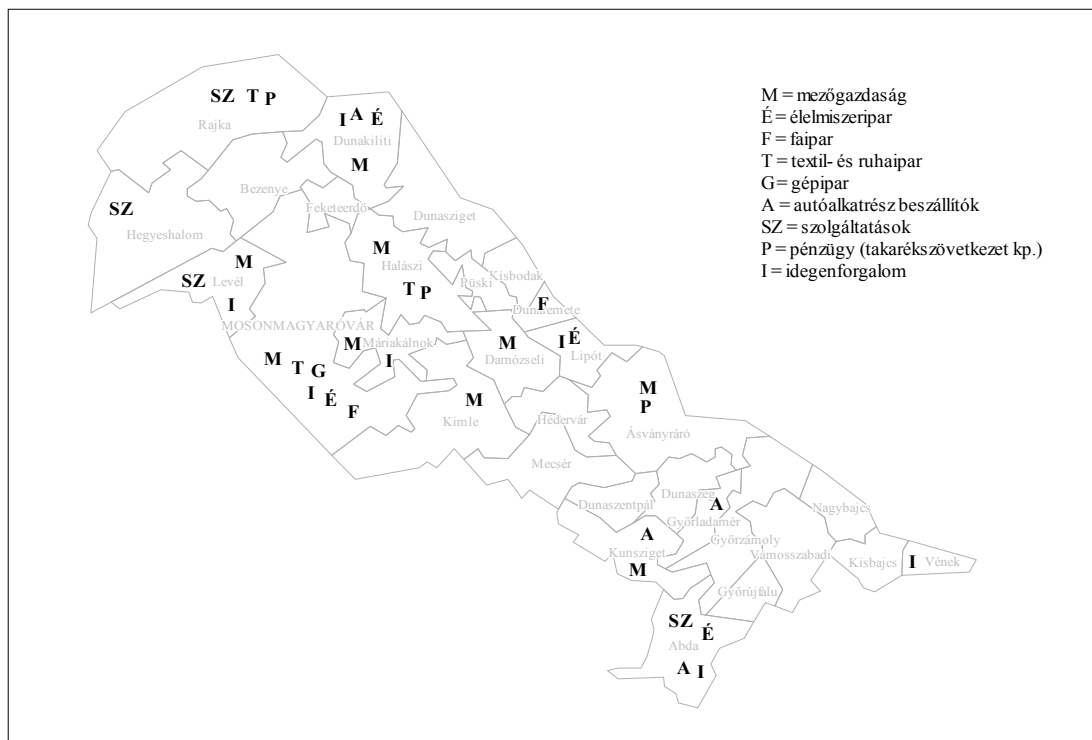 M = mezőgazdaság
É = élelmiszeripar
F = faipar
T = textil- és ruhaipar
G = gépipar
A = autóalkatrész beszállítók
SZ = szolgáltatások
P = pénzügy (takarékszövetkezet kp.)
I = idegenforgalom
SZ T P
Rajka
I A É
Dunakiliti
M
Bezenye
Feketeerdő
Dunasziget
SZ
Hegyeshalom
M
Halászi
T P
SZ
M
Levél
I
Püski
Kisbodak
F
Dunaremete
MOSONMAGYARÓVÁR
M
Máriakálnok
I
M
Darnózseli
I É
Lipót
M
T G
I É
F
M
Kimle
M
P
Ásványráró
Hédervár
Mecsér
Dunaszentpál
Dunaszeg
A
Győrladamér
Nagybajcs
A
Kunsziget
M
Győrzámoly
Vámosszabadi
Kisbajcs
I
Vének
Győrújfalu
SZ
É
Abda
A I